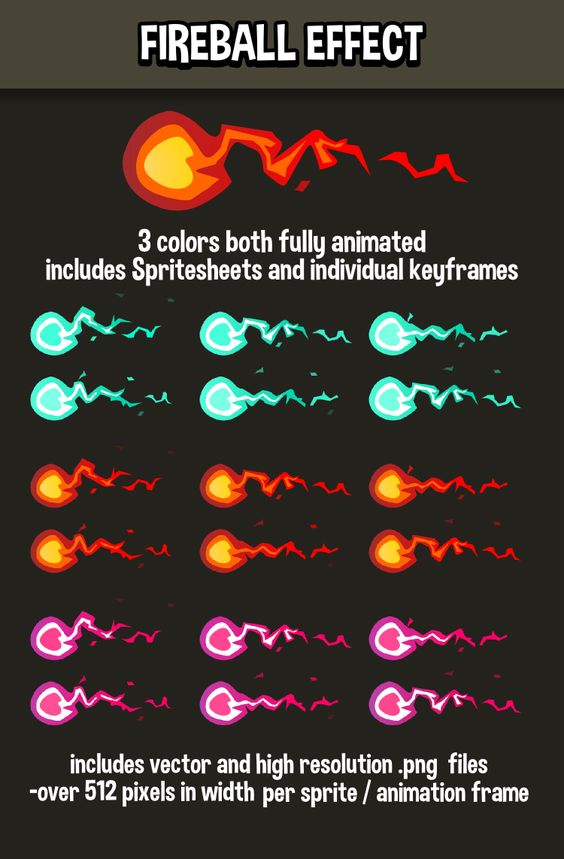 FIREBALL EFFECT
3 colors both fully animated
includes Spritesheets and individual keyframes
includes vector and high resolution .png files
-over 512 pixels in width per sprite / animation frame